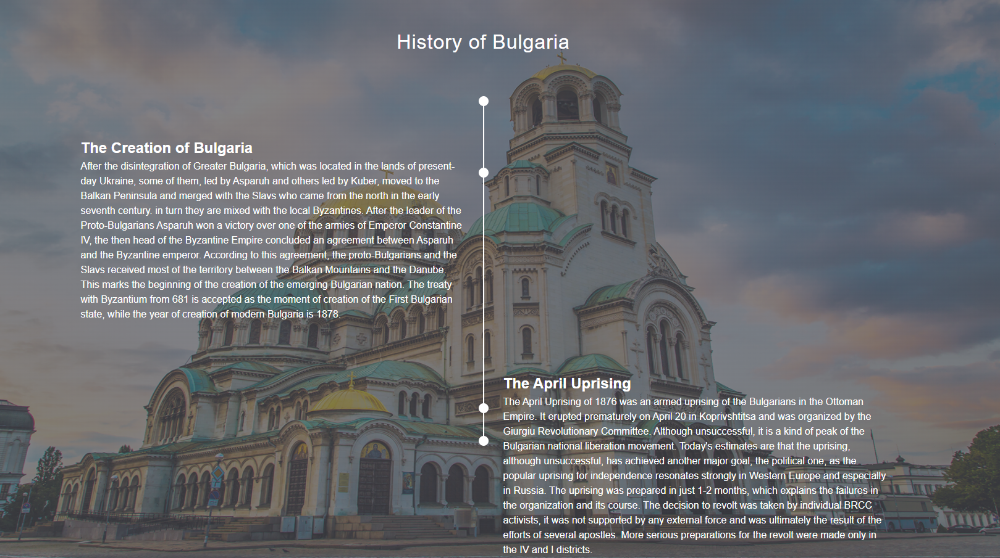 History of Bulgaria
The Creation of Bulgaria
After the disintegration of Greater Bulgaria, which was located in the lands of present-
day Ukraine, some of them, led by Asparuh and others led by Kuber, moved to the
Balkan Peninsula and merged with the Slavs who came from the north in the early
seventh century. in turn they are mixed with the local Byzantines. After the leader of the
Proto-Bulgarians Asparuh won a victory over one of the armies of Emperor Constantine
IV, the then head of the Byzantine Empire concluded an agreement between Asparuh
and the Byzantine emperor. According to this agreement, the proto-Bulgarians and the
Slavs received most of the territory between the Balkan Mountains and the Danube.
This marks the beginning of the creation of the emerging Bulgarian nation. The treaty
with Byzantium from 681 is accepted as the moment of creation of the First Bulgarian
state, while the year of creation of modern Bulgaria is 1878.
The April Uprising
The April Uprising of 1876 was an armed uprising of the Bulgarians in the Ottoman
Empire. It erupted prematurely on April 20 in Koprivshtitsa and was organized by the
Giurgiu Revolutionary Committee. Although unsuccessful, it is a kind of peak of the
Bulgarian national liberation movement. Today's estimates are that the uprising,
although unsuccessful, has achieved another major goal, the political one, as the
popular uprising for independence resonates strongly in Western Europe and especially
in Russia. The uprising was prepared in just 1-2 months, which explains the failures in
the organization and its course. The decision to revolt was taken by individual BRCC
activists, it was not supported by any external force and was ultimately the result of the
efforts of several apostles. More serious preparations for the revolt were made only in
the IV and I districts.